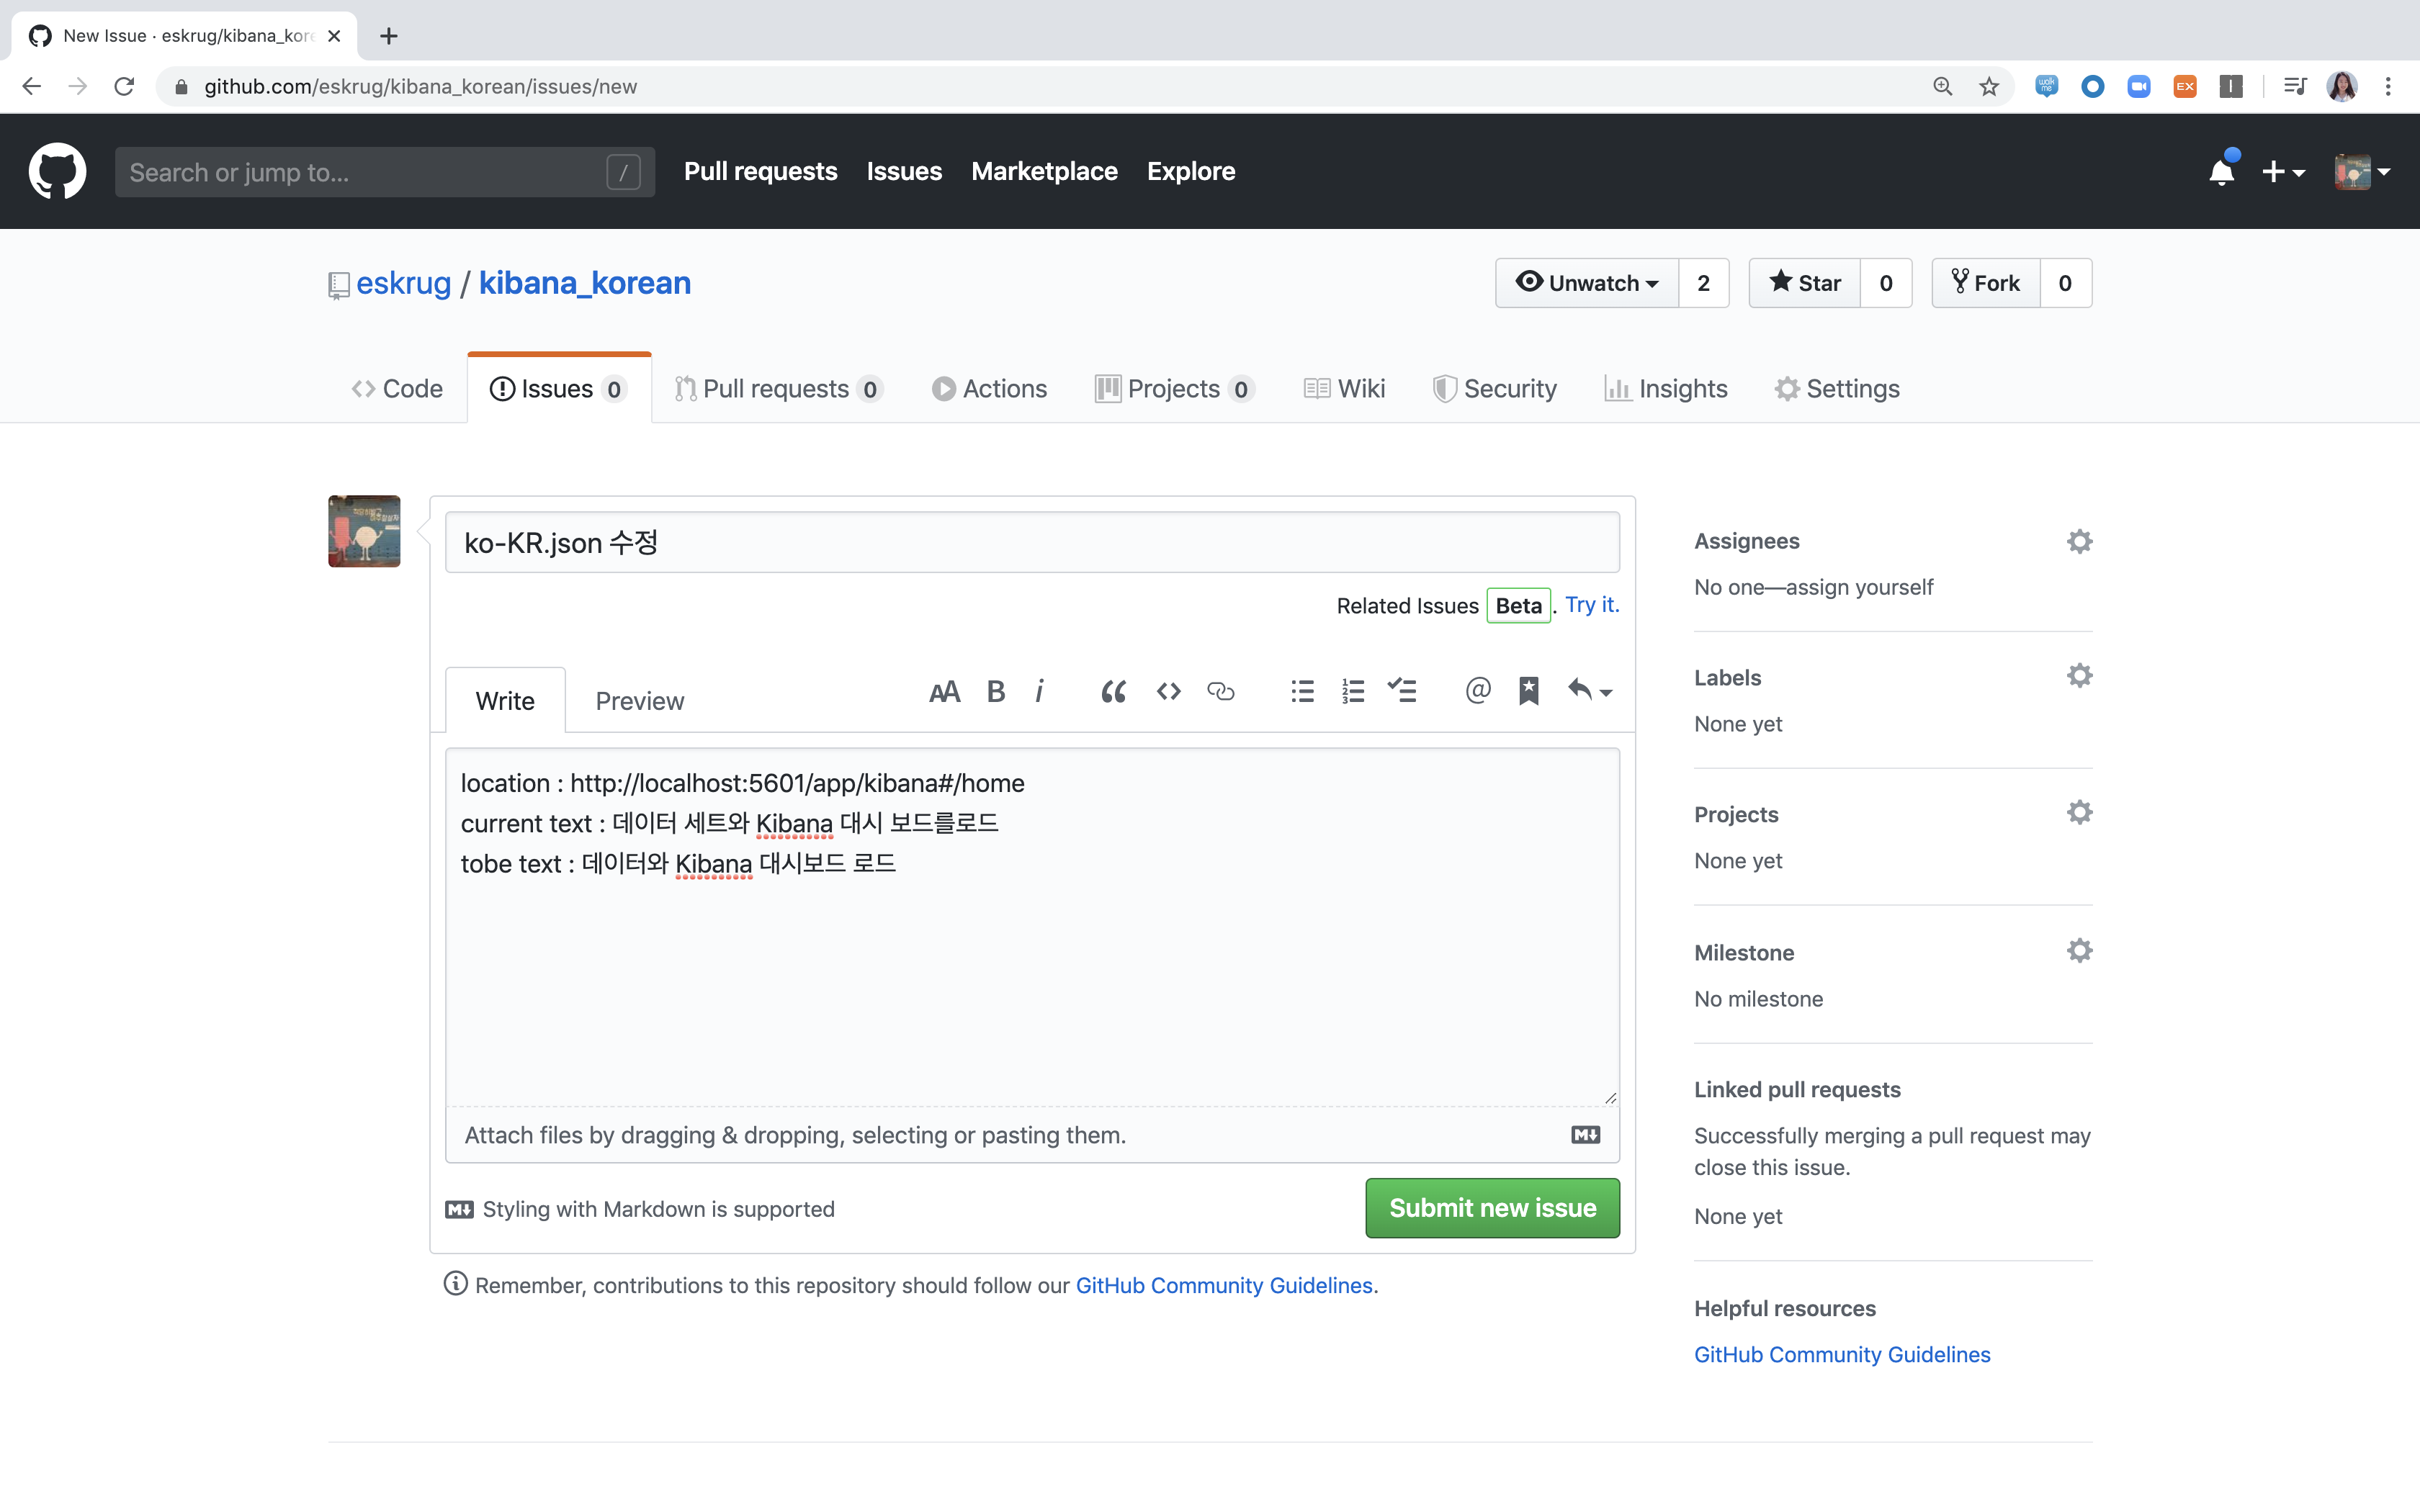 New Issue · eskrug/kibana_kore
github.com/eskrug/kibana_korean/issues/new
walk me
EX
Search or jump to...
/
Pull requests
Issues
Marketplace
Explore
eskrug / kibana_korean
Unwatch 2
Star 0
Fork 0
Code
Issues 0
Pull requests 0
Actions
Projects 0
Wiki
Security
Insights
Settings
ko-KR.json 수정
Related Issues Beta . Try it.
Write
Preview
location : http://localhost:5601/app/kibana#/home
current text : 데이터 세트와 Kibana 대시 보드를로드
tobe text : 데이터와 Kibana 대시보드 로드
Attach files by dragging & dropping, selecting or pasting them.
Styling with Markdown is supported
Submit new issue
Remember, contributions to this repository should follow our GitHub Community Guidelines.
Assignees
No one—assign yourself
Labels
None yet
Projects
None yet
Milestone
No milestone
Linked pull requests
Successfully merging a pull request may
close this issue.
None yet
Helpful resources
GitHub Community Guidelines